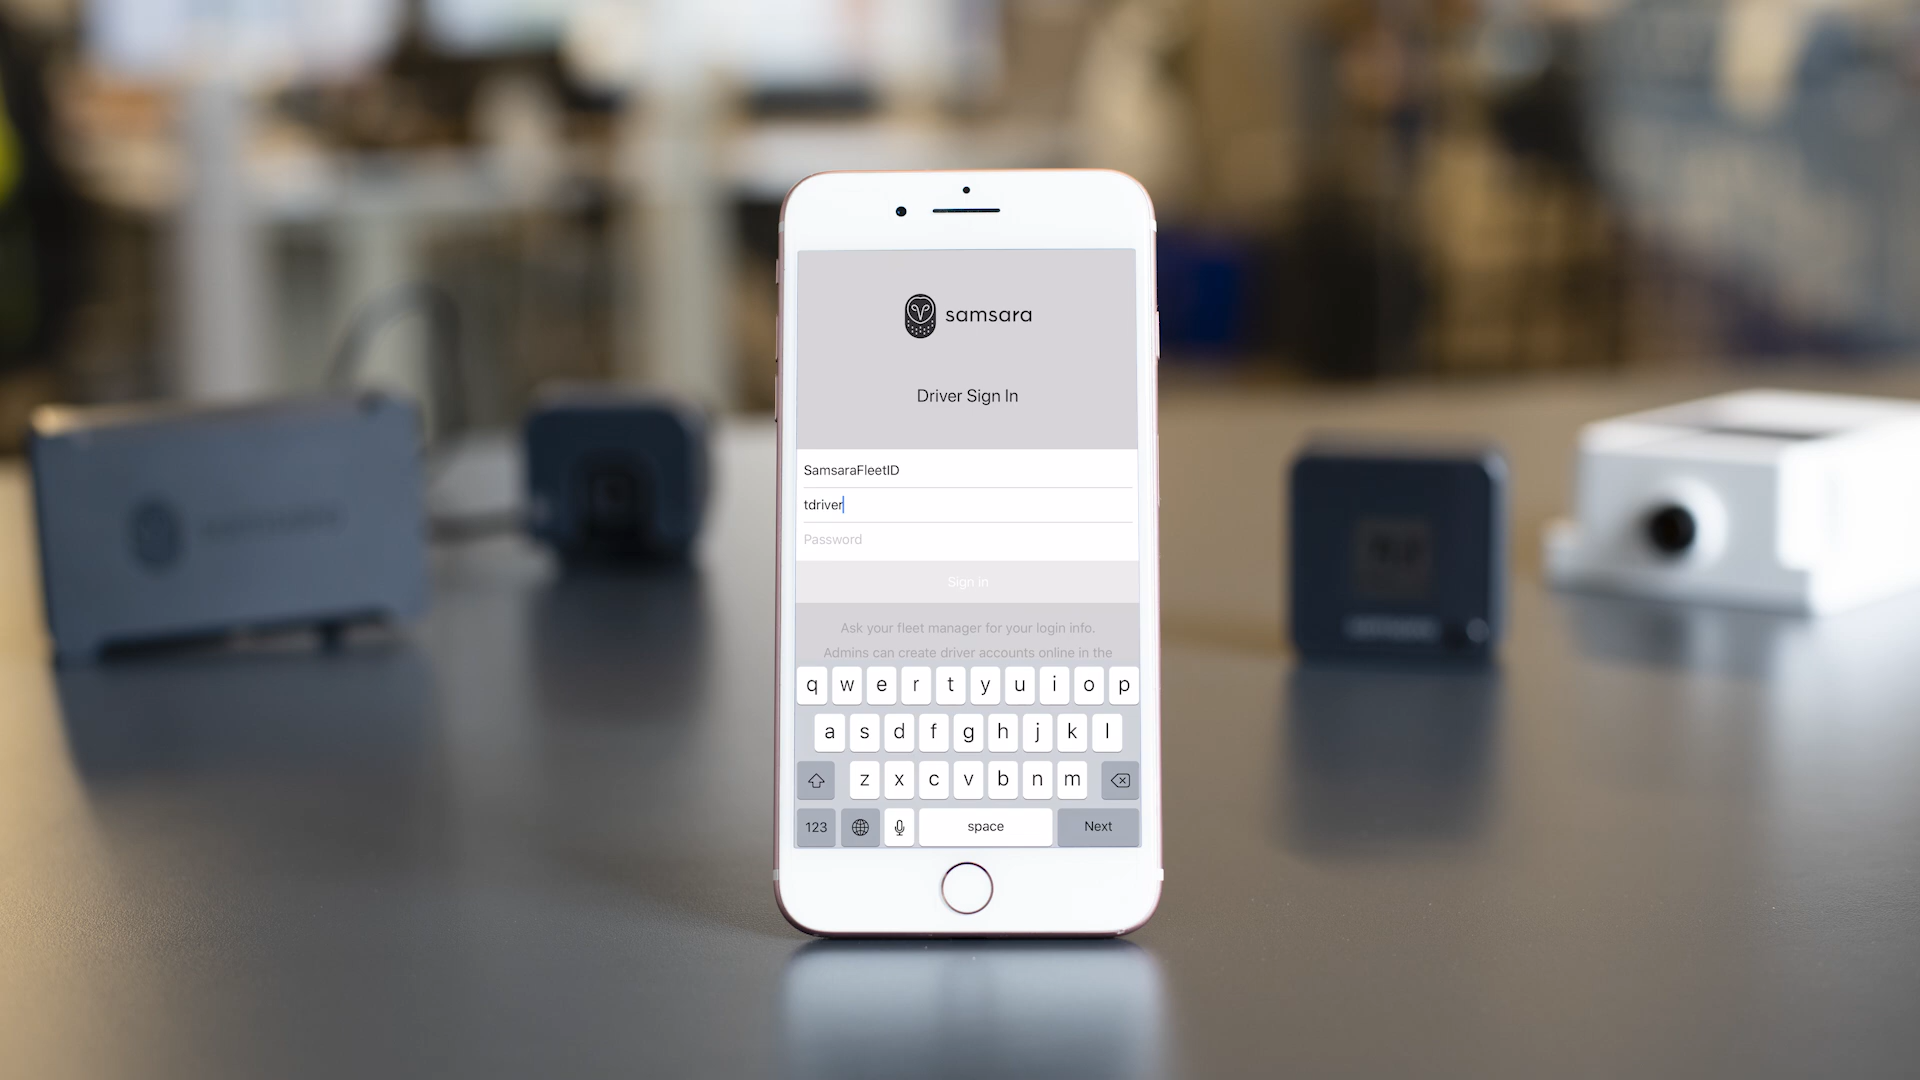 samsara
Driver Sign In
SamsaraFleetID
tdriver
Password
Sign in
Ask your fleet manager for your login info.
Admins can create driver accounts online in the
q w e r t y u i o p
a s d f g h j k l
z x c v b n m
123 space Next
samsara